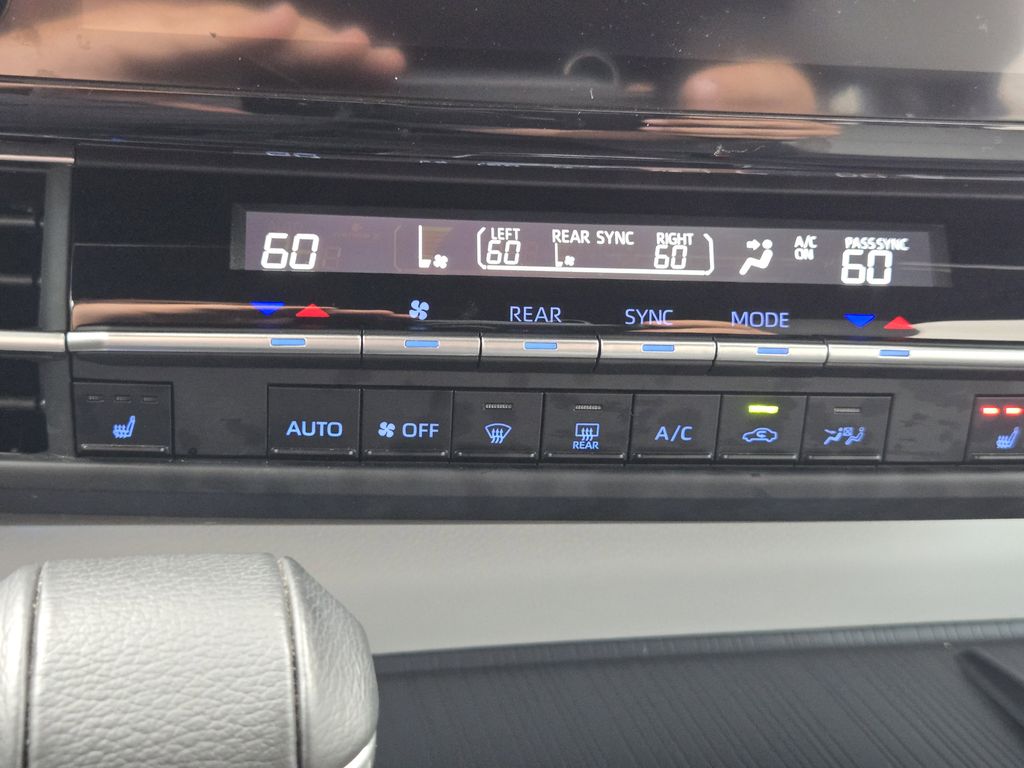 60 LEFT 60 REAR SYNC RIGHT 60 A/C ON PASS SYNC 60
REAR SYNC MODE
AUTO OFF REAR A/C